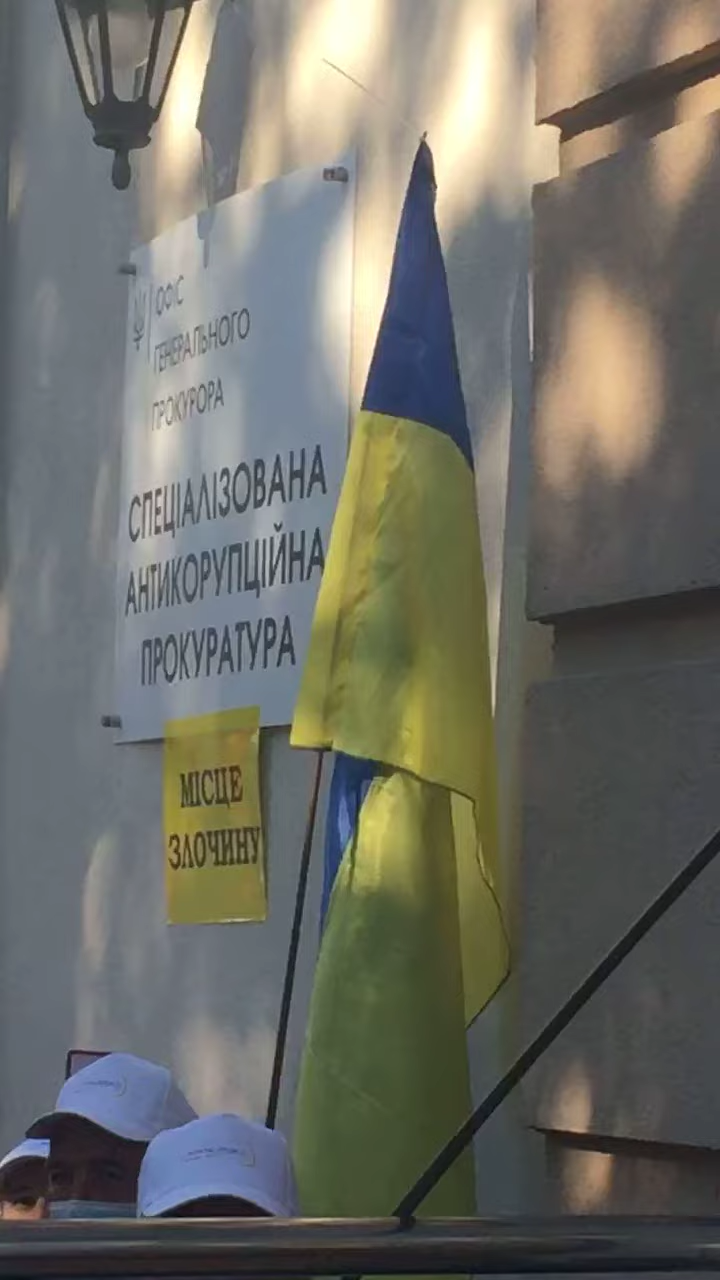 ОФІС
ГЕНЕРАЛЬНОГО
ПРОКУРОРА
СПЕЦІАЛІЗОВАНА
АНТИКОРУПЦІЙНА
ПРОКУРАТУРА
МІСЦЕ
ЗЛОЧИНУ